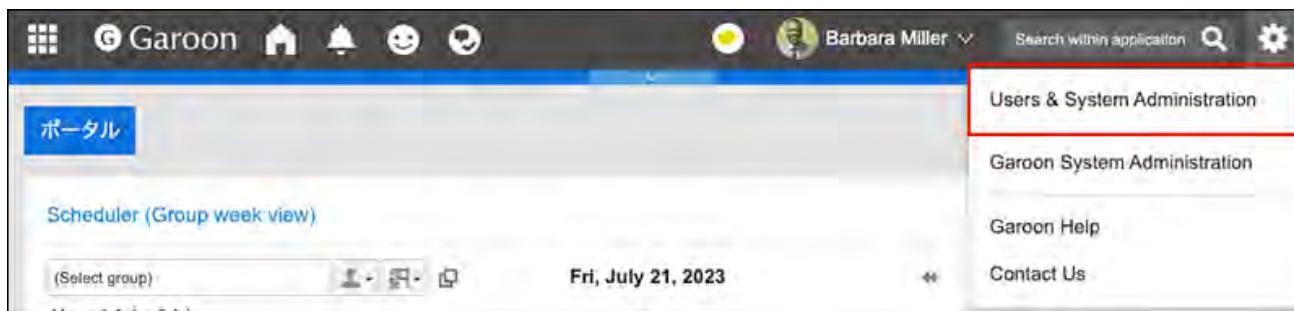 G Garoon Barbara Miller Search within application
Users & System Administration
ポータル
Garoon System Administration
Scheduler (Group week view)
Garoon Help
(Select group) Fri, July 21, 2023
Contact Us